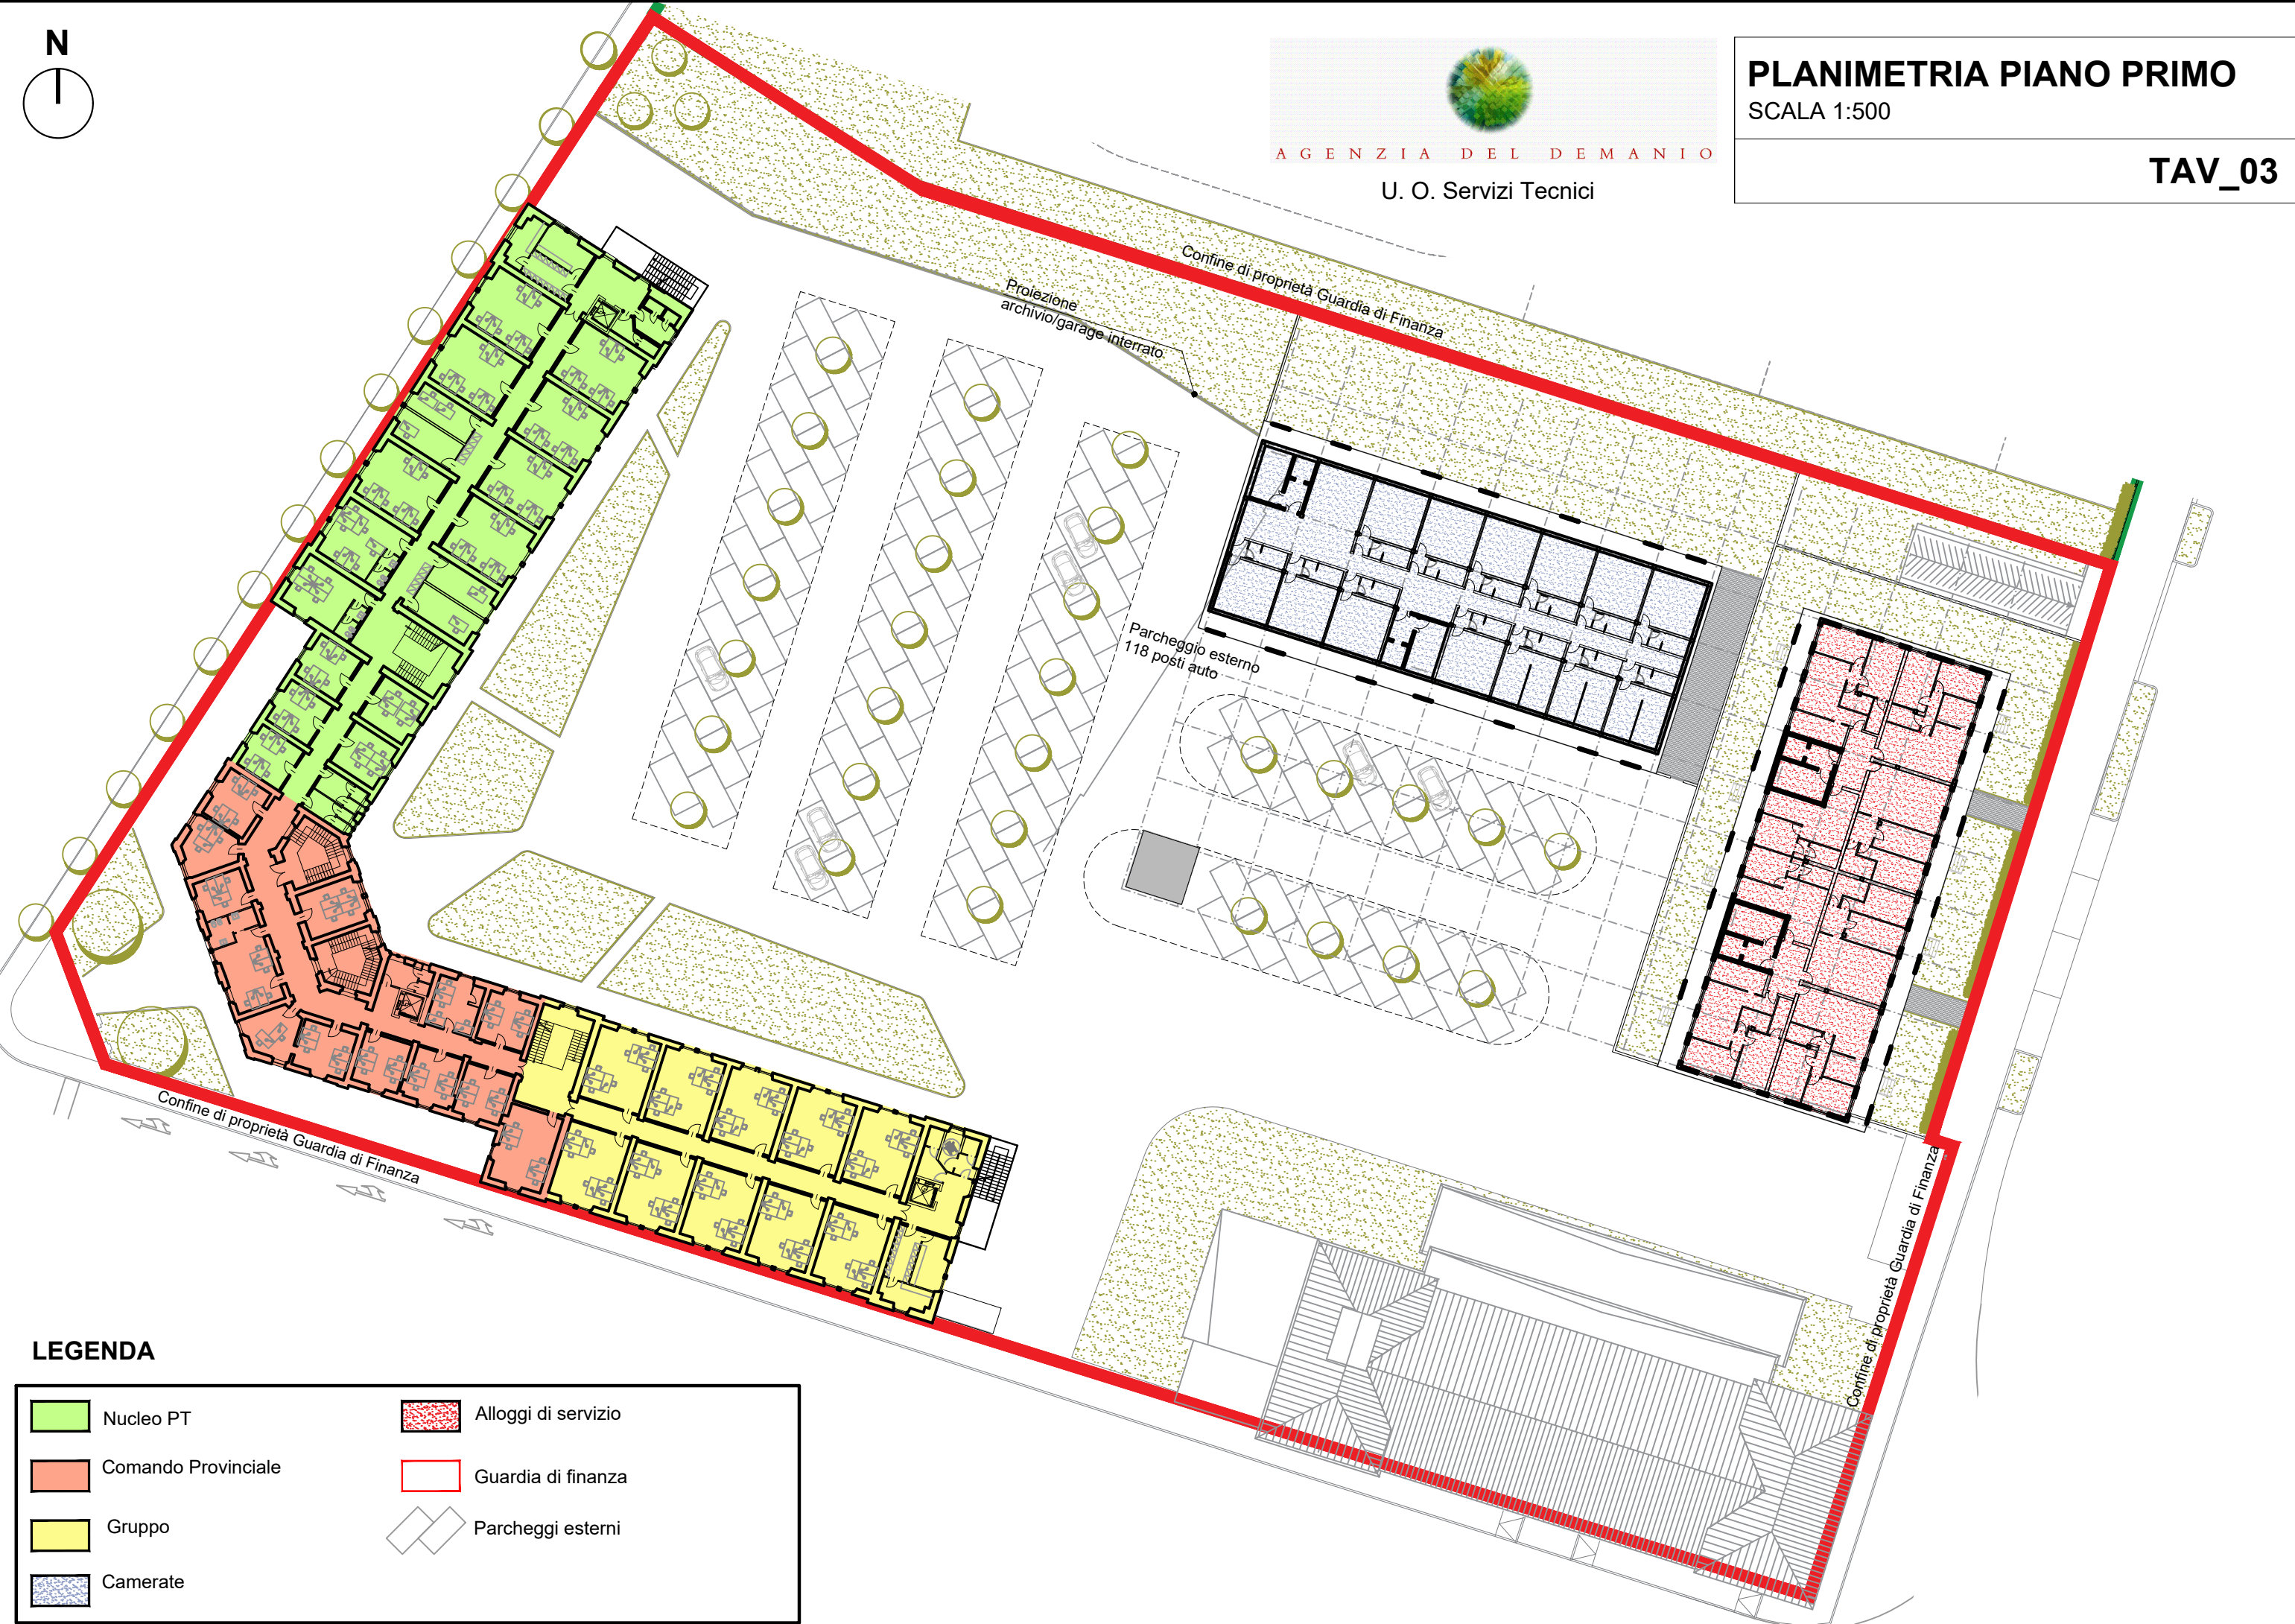 N
AGENZIA DEL DEMANIO
U. O. Servizi Tecnici
PLANIMETRIA PIANO PRIMO
SCALA 1:500
TAV_03
Confine di proprietà Guardia di Finanza
Proiezione
archivio/garage interrato
Parcheggio esterno
118 posti auto
Confine di proprietà Guardia di Finanza
Confine di proprietà Guardia di Finanza
LEGENDA
Nucleo PT
Comando Provinciale
Gruppo
Camerate
Alloggi di servizio
Guardia di finanza
Parcheggi esterni